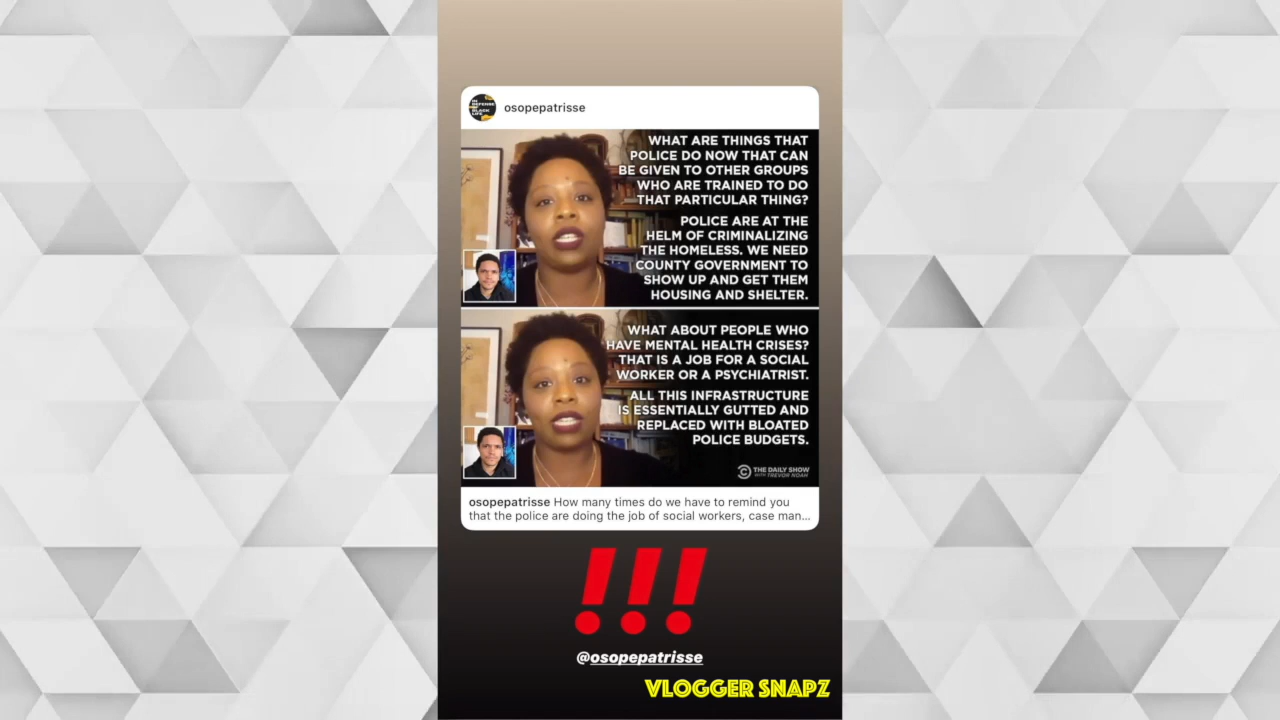 IN DEFENSE OF BLACK LIFE
osopepatrisse
WHAT ARE THINGS THAT
POLICE DO NOW THAT CAN
BE GIVEN TO OTHER GROUPS
WHO ARE TRAINED TO DO
THAT PARTICULAR THING?
POLICE ARE AT THE
HELM OF CRIMINALIZING
THE HOMELESS. WE NEED
COUNTY GOVERNMENT TO
SHOW UP AND GET THEM
HOUSING AND SHELTER.
WHAT ABOUT PEOPLE WHO
HAVE MENTAL HEALTH CRISES?
THAT IS A JOB FOR A SOCIAL
WORKER OR A PSYCHIATRIST.
ALL THIS INFRASTRUCTURE
IS ESSENTIALLY GUTTED AND
REPLACED WITH BLOATED
POLICE BUDGETS.
THE DAILY SHOW
WITH TREVOR NOAH
osopepatrisse How many times do we have to remind you
that the police are doing the job of social workers, case man...
!!!
@osopepatrisse
VLOGGER SNAPZ